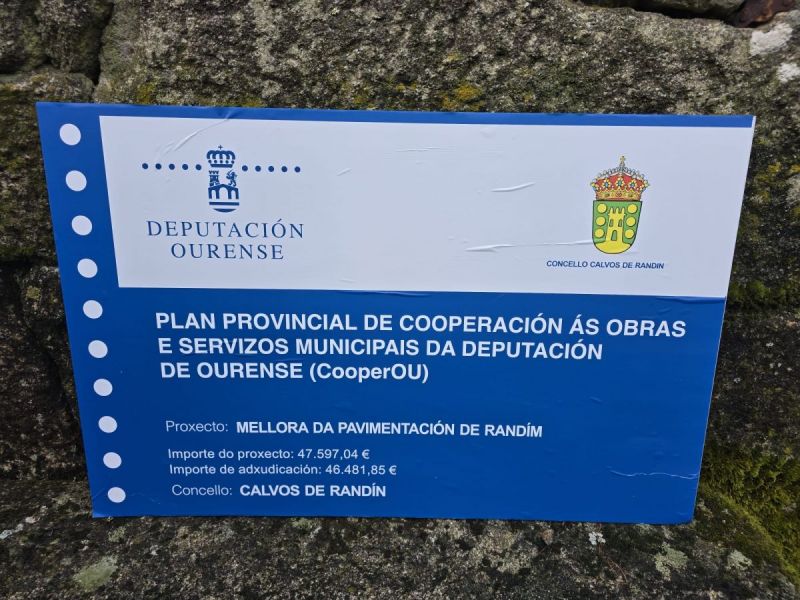 DEPUTACIÓN
OURENSE
CONCELLO CALVOS DE RANDIN
PLAN PROVINCIAL DE COOPERACIÓN ÁS OBRAS
E SERVIZOS MUNICIPAIS DA DEPUTACIÓN
DE OURENSE (CooperOU)
Proxecto: MELLORA DA PAVIMENTACIÓN DE RANDÍM
Importe do proxecto: 47.597,04 €
Importe de adxudicación: 46.481,85 €
Concello: CALVOS DE RANDÍN